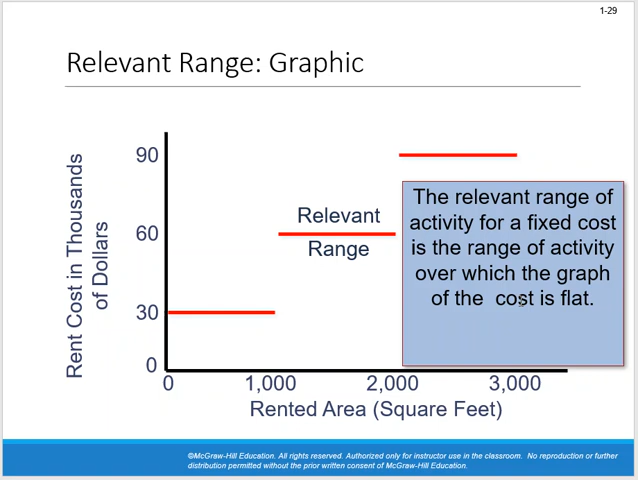 1-29
Relevant Range: Graphic
Rent Cost in Thousands
of Dollars
90
60
30
0
Relevant
Range
The relevant range of
activity for a fixed cost
is the range of activity
over which the graph
of the cost is flat.
0
1,000
2,000
3,000
Rented Area (Square Feet)
©McGraw-Hill Education. All rights reserved. Authorized only for instructor use in the classroom. No reproduction or further
distribution permitted without the prior written consent of McGraw-Hill Education.